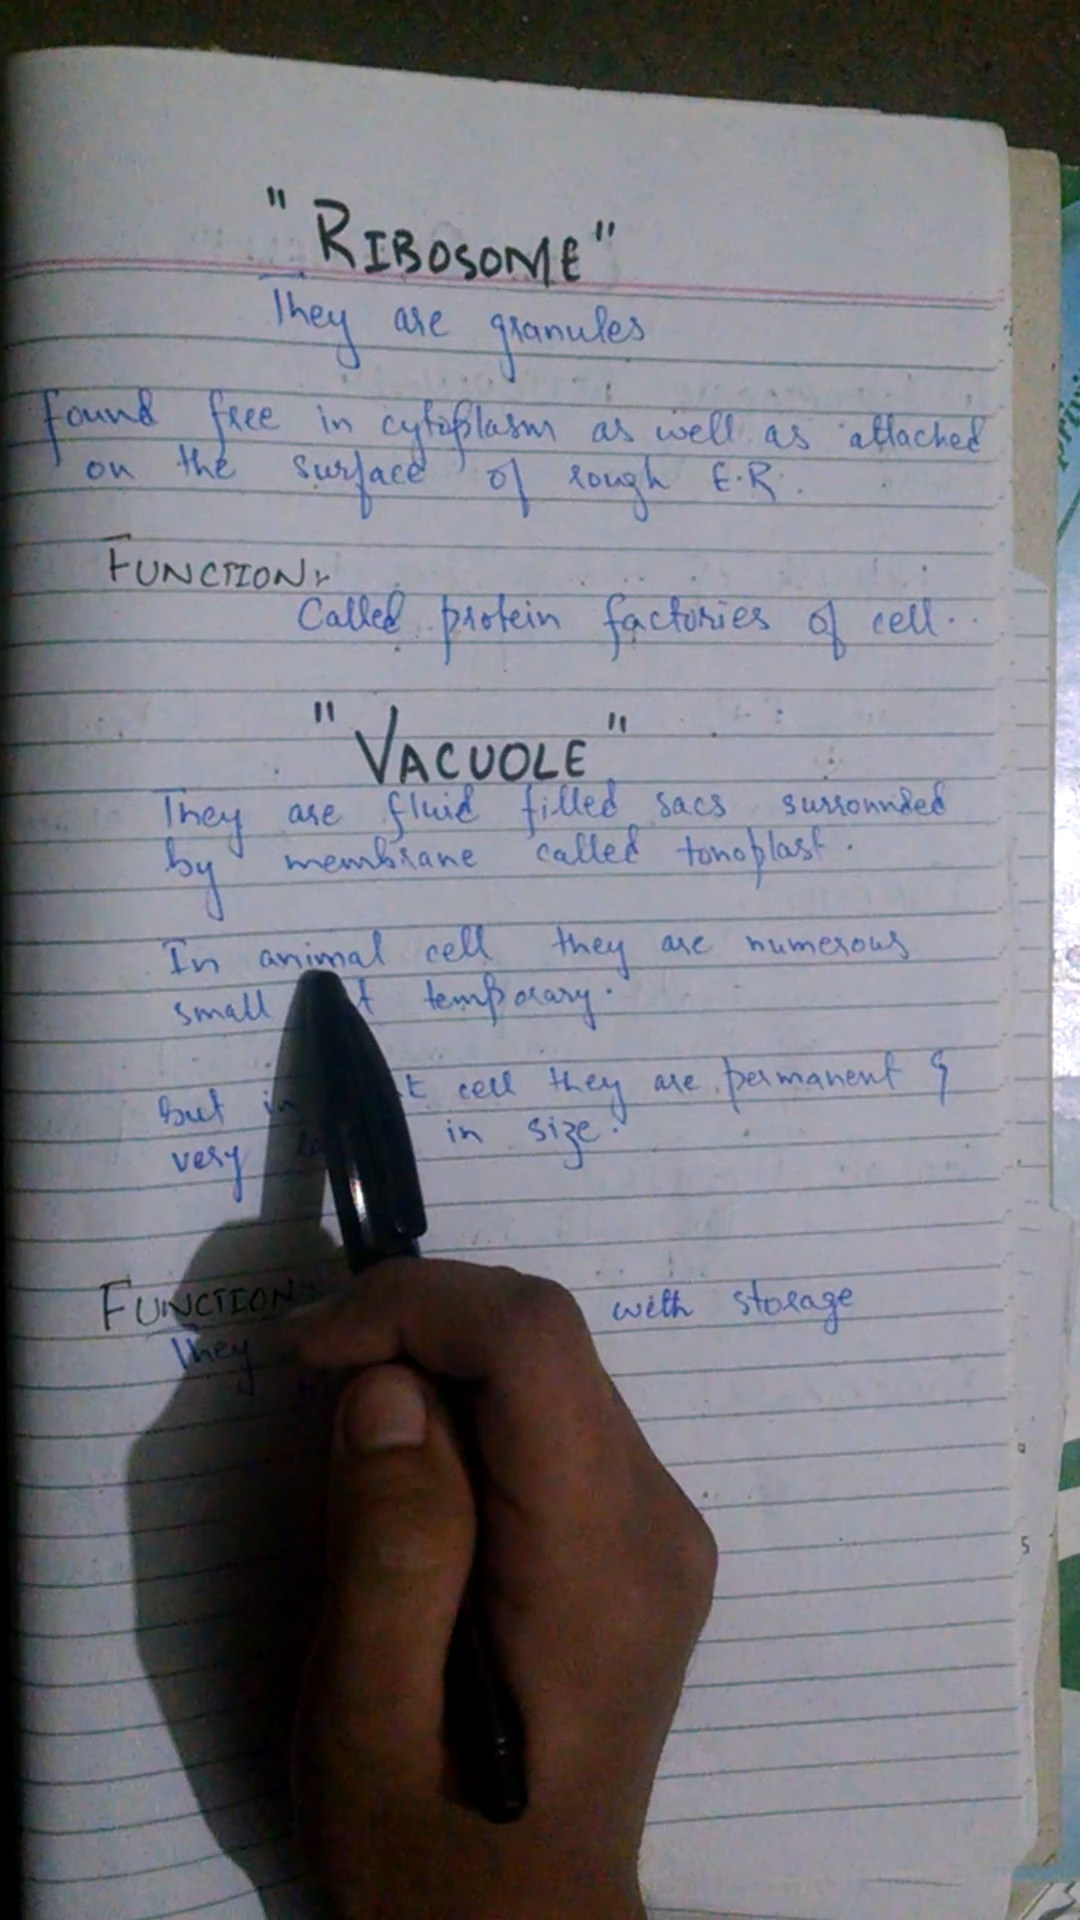 "RIBOSOME"
They are granules
found free in cytoplasm as well as attached
on the surface of rough E.R.
FUNCTION:
Called protein factories of cell.
"VACUOLE"
They are fluid filled sacs surrounded
by membrane called tonoplast.
In animal cell they are numerous
small temporary.
but in cell they are permanent &
very in size.
FUNCTION:
They with storage